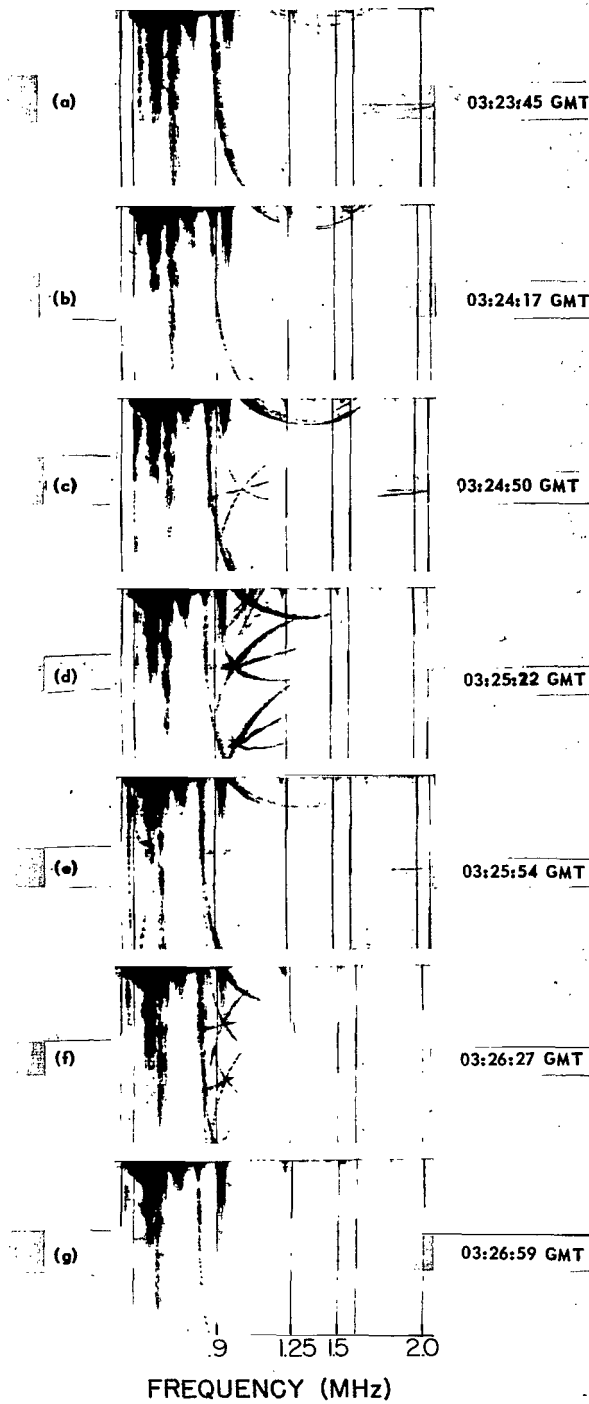 (a) 03:23:45 GMT
(b) 03:24:17 GMT
(c) 03:24:50 GMT
(d) 03:25:22 GMT
(e) 03:25:54 GMT
(f) 03:26:27 GMT
(g) 03:26:59 GMT
.9 1.25 1.5 2.0
FREQUENCY (MHz)